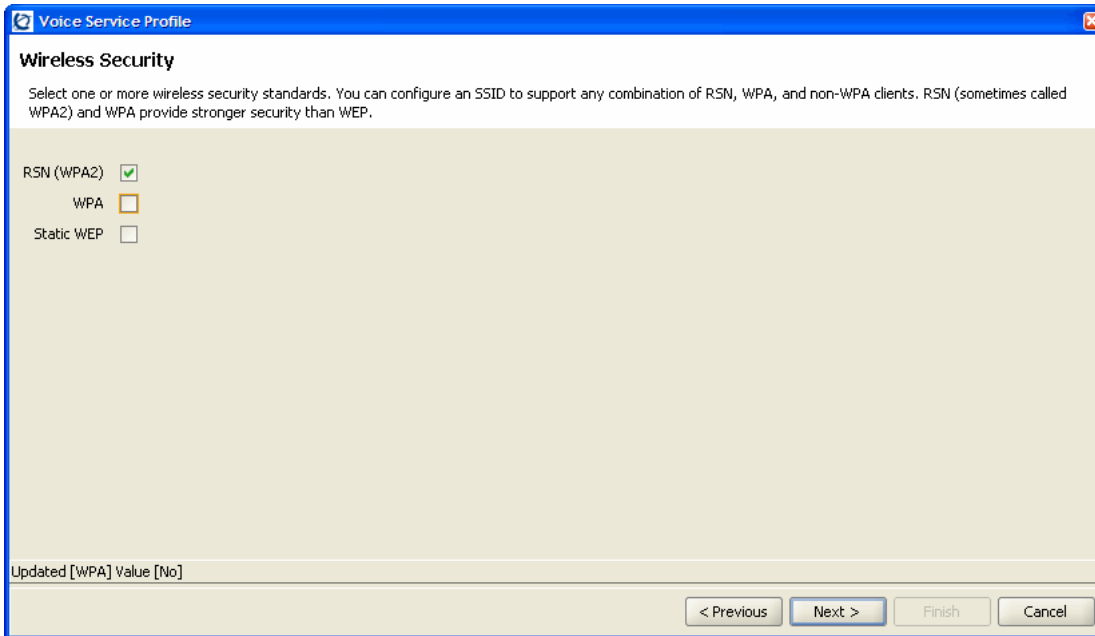 Voice Service Profile
Wireless Security
Select one or more wireless security standards. You can configure an SSID to support any combination of RSN, WPA, and non-WPA clients. RSN (sometimes called
WPA2) and WPA provide stronger security than WEP.
RSN (WPA2)
WPA
Static WEP
Updated [WPA] Value [No]
< Previous Next > Finish Cancel